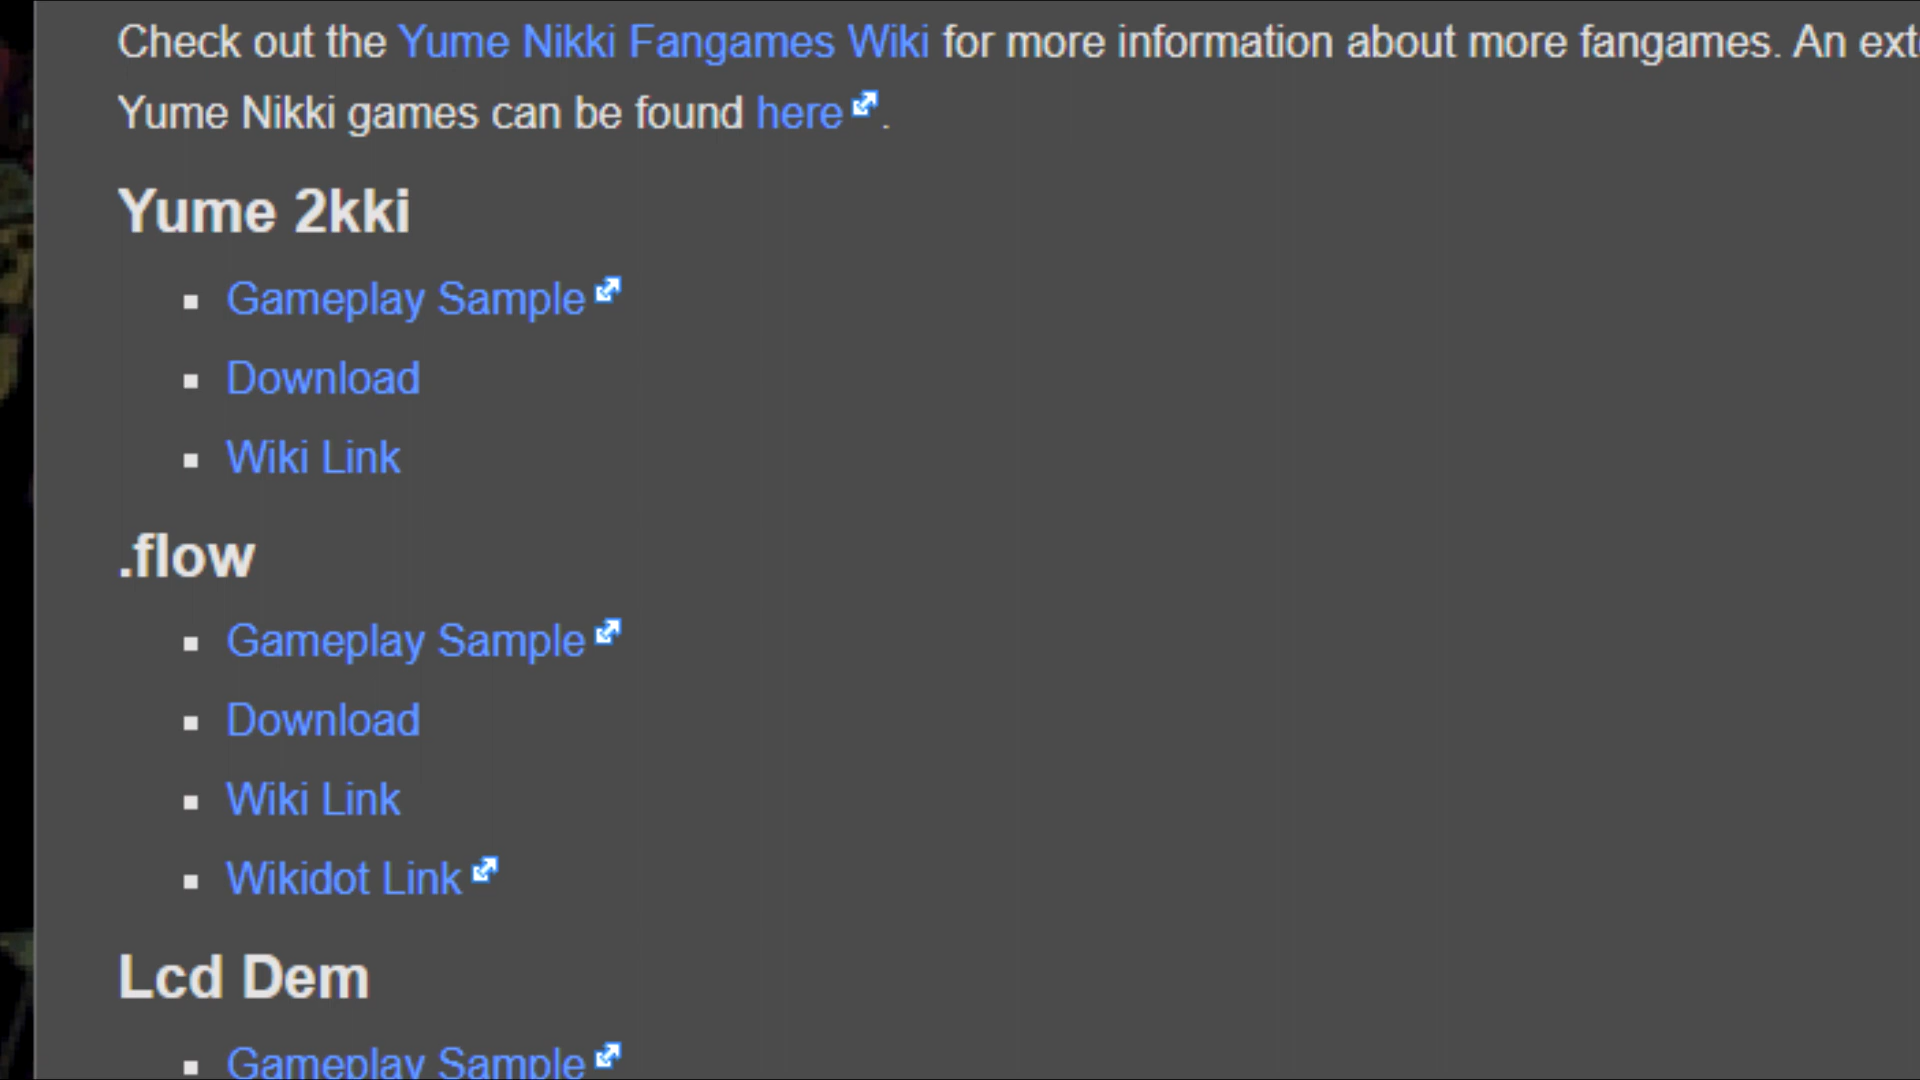 Check out the Yume Nikki Fangames Wiki for more information about more fangames. An
Yume Nikki games can be found here.
Yume 2kki
Gameplay Sample
Download
Wiki Link
.flow
Gameplay Sample
Download
Wiki Link
Wikidot Link
Lcd Dem
Gameplay Sample